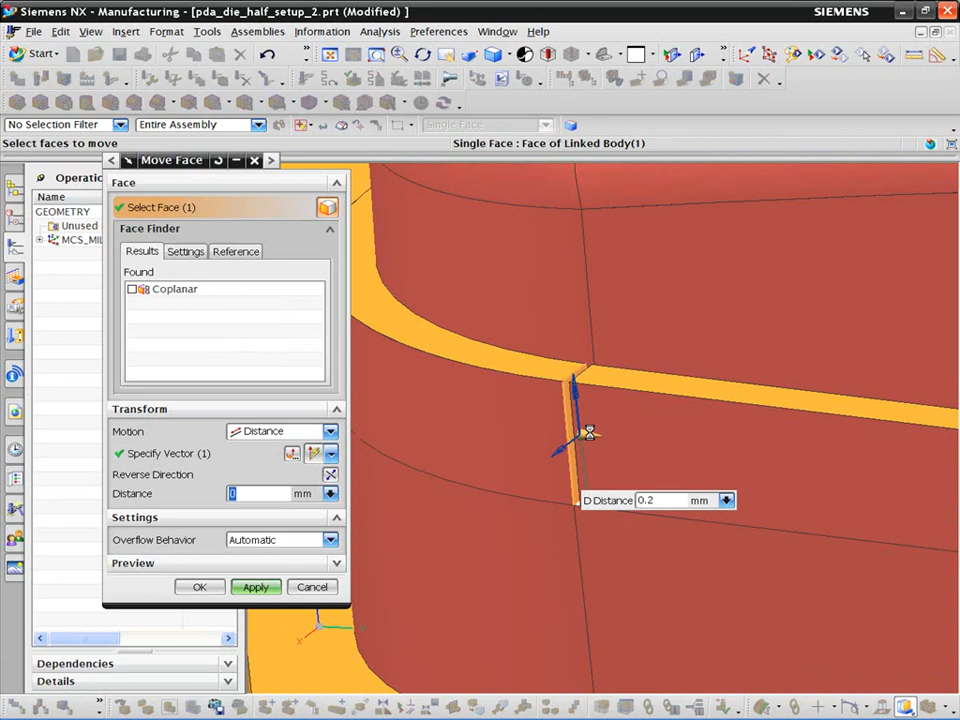 Siemens NX - Manufacturing - [pda_die_half_setup_2.prt (Modified) ]
SIEMENS
File Edit View Insert Format Tools Assemblies Information Analysis Preferences Window Help
Start
No Selection Filter Entire Assembly Single Face
Select faces to move Single Face : Face of Linked Body(1)
Move Face
Operatio
Name
GEOMETRY
Unused
MCS_MIL
Face
Select Face (1)
Face Finder
Results Settings Reference
Found
Coplanar
Transform
Motion Distance
Specify Vector (1)
Reverse Direction
Distance 0 mm
Settings
Overflow Behavior Automatic
Preview
OK Apply Cancel
D Distance 0.2 mm
X
Dependencies
Details